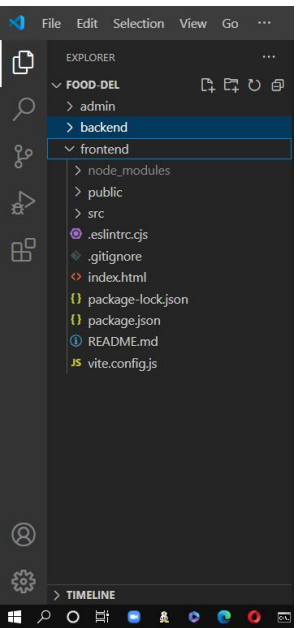 File Edit Selection View Go ···
EXPLORER ···
FOOD-DEL
admin
backend
frontend
node_modules
public
src
.eslintrc.cjs
.gitignore
index.html
{} package-lock.json
{} package.json
README.md
JS vite.config.js
TIMELINE